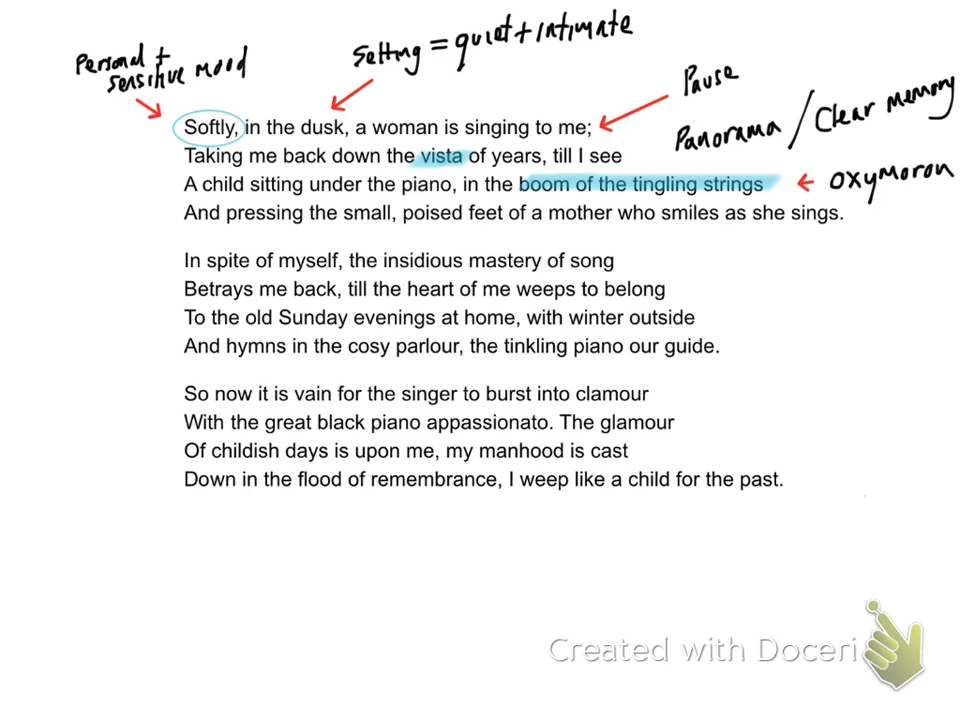 Personal +
sensitive mood
Setting = quiet + intimate
Pause
Panorama / Clear memory
Softly, in the dusk, a woman is singing to me;
Taking me back down the vista of years, till I see
A child sitting under the piano, in the boom of the tingling strings
oxymoron
And pressing the small, poised feet of a mother who smiles as she sings.
In spite of myself, the insidious mastery of song
Betrays me back, till the heart of me weeps to belong
To the old Sunday evenings at home, with winter outside
And hymns in the cosy parlour, the tinkling piano our guide.
So now it is vain for the singer to burst into clamour
With the great black piano appassionato. The glamour
Of childish days is upon me, my manhood is cast
Down in the flood of remembrance, I weep like a child for the past.
Created with Doceri